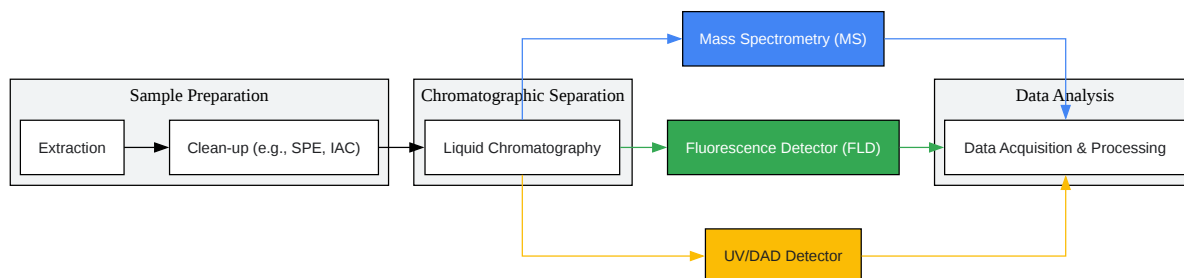 Mass Spectrometry (MS)
Sample Preparation
Chromatographic Separation
Data Analysis
Extraction
Clean-up (e.g., SPE, IAC)
Liquid Chromatography
Fluorescence Detector (FLD)
Data Acquisition & Processing
UV/DAD Detector